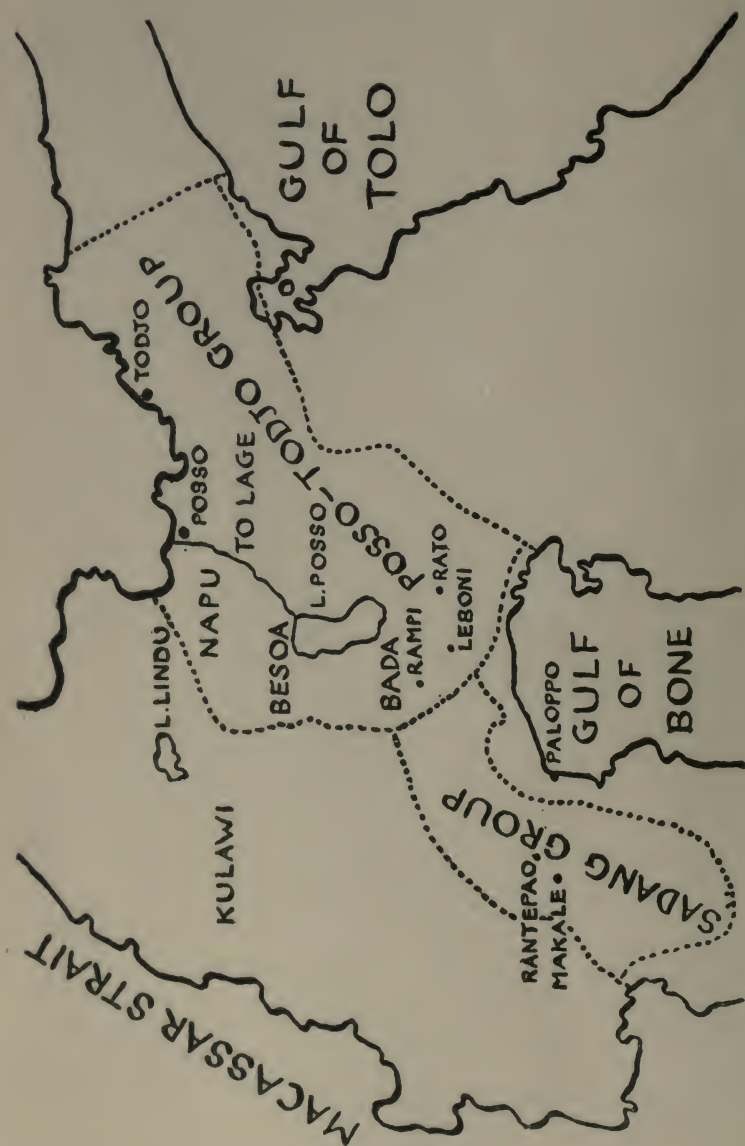 MACASSAR STRAIT
KULAWI
L.LINDU
NAPU
BESOA
BADA
RAMPI
POSSO
TODJO
TO LAGE
L.POSSO
POSSO-TODJO GROUP
RATO
LEBONI
GULF
OF
TOLO
SADANG GROUP
RANTEPAO
MAKALE
PALOPPO
GULF
OF
BONE